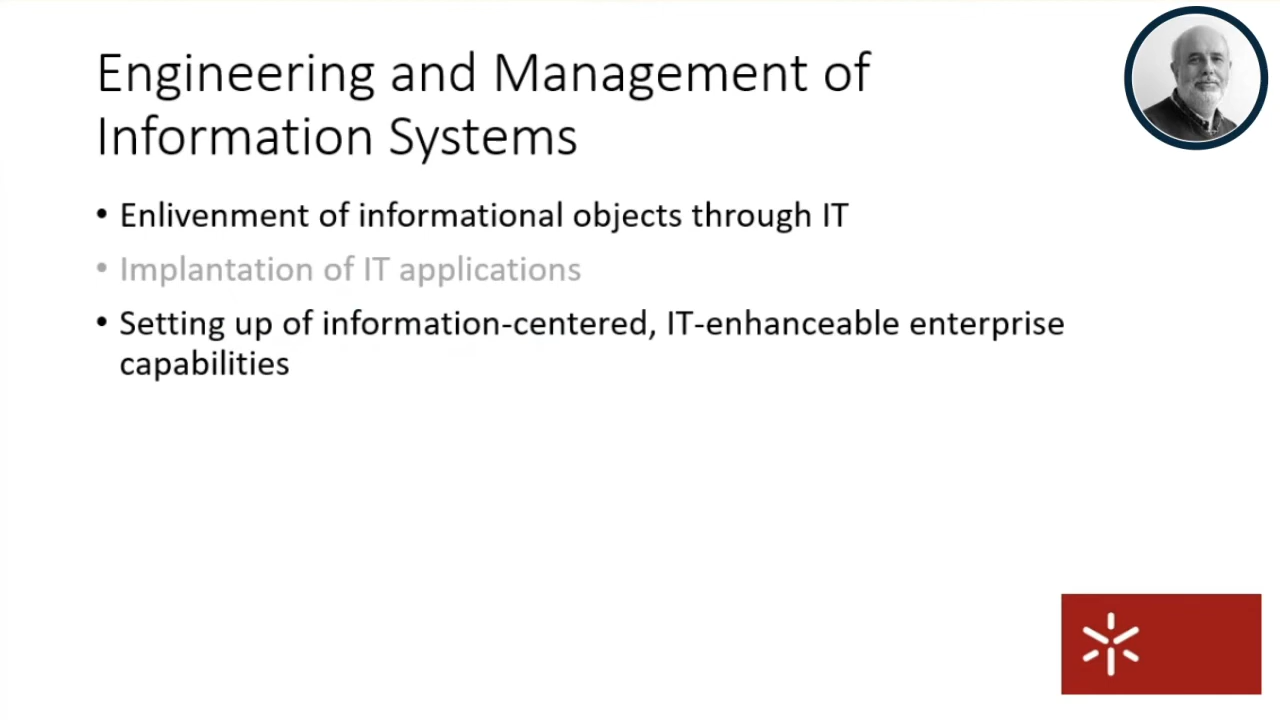 Engineering and Management of
Information Systems
• Enlivenment of informational objects through IT
• Implantation of IT applications
• Setting up of information-centered, IT-enhanceable enterprise
capabilities